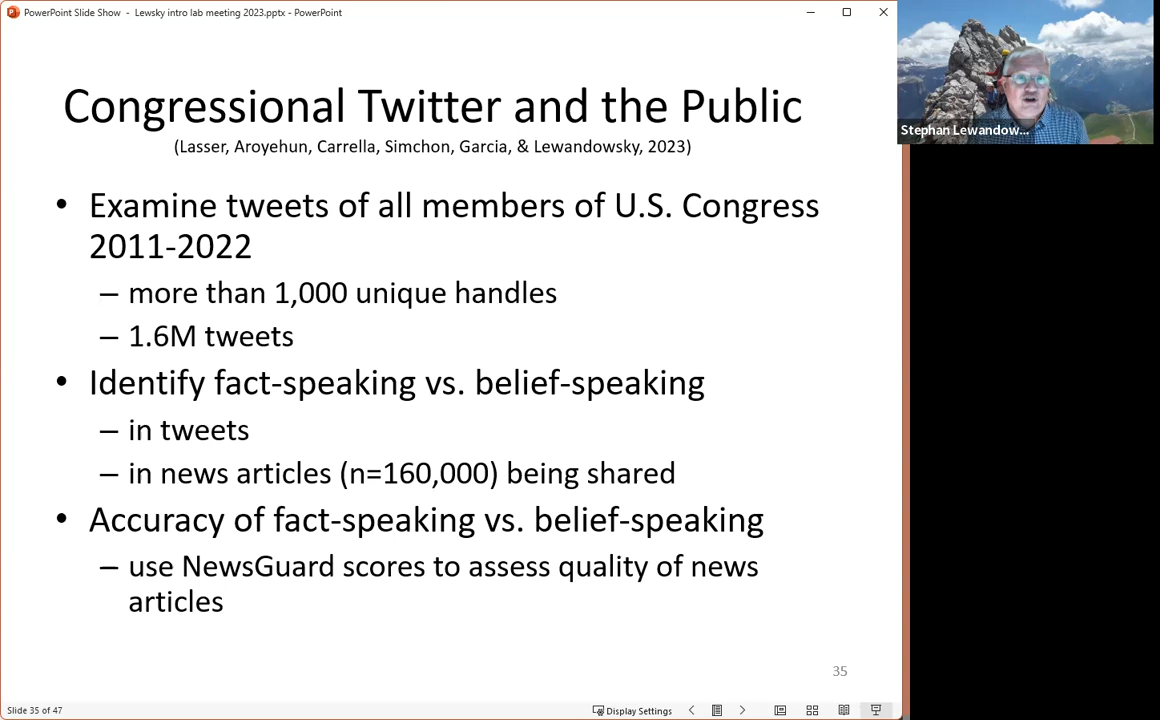 PowerPoint Slide Show - Lewsky intro lab meeting 2023.pptx - PowerPoint
Stephan Lewandow...
Congressional Twitter and the Public
(Lasser, Aroyehun, Carrella, Simchon, Garcia, & Lewandowsky, 2023)
• Examine tweets of all members of U.S. Congress
2011-2022
– more than 1,000 unique handles
– 1.6M tweets
• Identify fact-speaking vs. belief-speaking
– in tweets
– in news articles (n=160,000) being shared
• Accuracy of fact-speaking vs. belief-speaking
– use NewsGuard scores to assess quality of news
articles
35
Slide 35 of 47
Display Settings